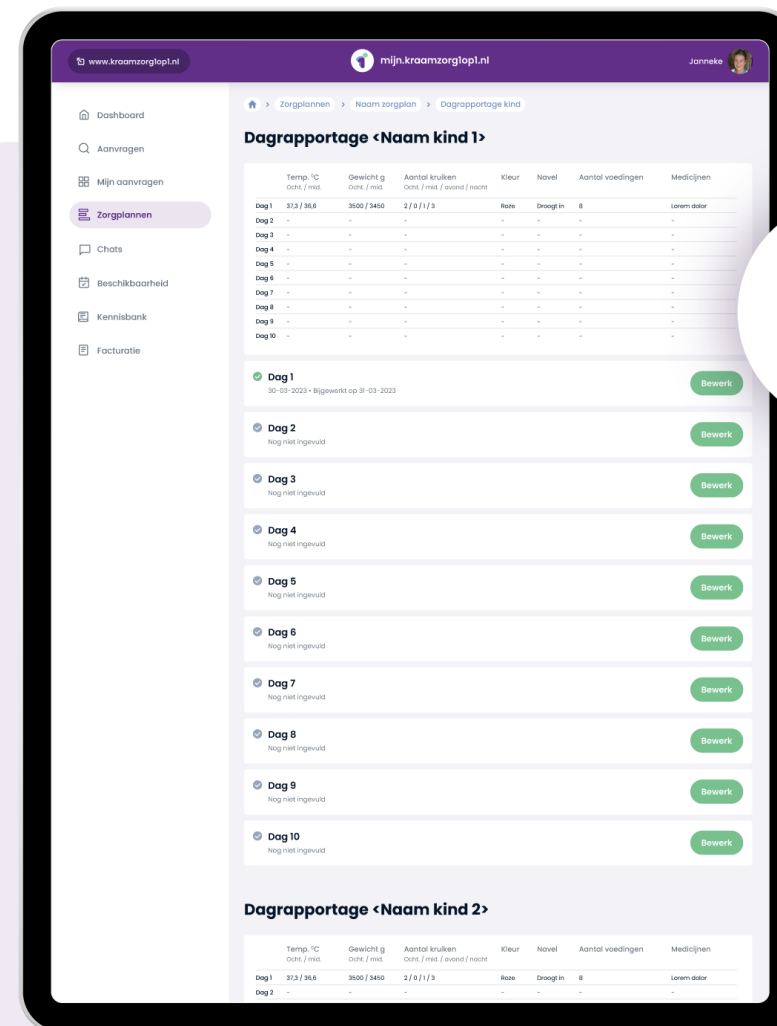 www.kraamzorg1op1.nl
mijn.kraamzorg1op1.nl
Janneke
Dashboard
Aanvragen
Mijn aanvragen
Zorgplannen
Chats
Beschikbaarheid
Kennisbank
Facturatie
> Zorgplannen > Naam zorgplan > Dagrapportage kind
Dagrapportage <Naam kind 1>
Temp. °C Gewicht g Aantal kruiken Kleur Navel Aantal voedingen Medicijnen
Ocht. / mid. Ocht. / mid. Ocht. / mid. / avond / nacht
Dag 1 37,3 / 36,6 3500 / 3450 2 / 0 / 1 / 3 Roze Droogt in 8 Lorem dolor
Dag 2 - - - - - - -
Dag 3 - - - - - - -
Dag 4 - - - - - - -
Dag 5 - - - - - - -
Dag 6 - - - - - - -
Dag 7 - - - - - - -
Dag 8 - - - - - - -
Dag 9 - - - - - - -
Dag 10 - - - - - - -
Dag 1
30-03-2023 • Bijgewerkt op 31-03-2023
Bewerk
Dag 2
Nog niet ingevuld
Bewerk
Dag 3
Nog niet ingevuld
Bewerk
Dag 4
Nog niet ingevuld
Bewerk
Dag 5
Nog niet ingevuld
Bewerk
Dag 6
Nog niet ingevuld
Bewerk
Dag 7
Nog niet ingevuld
Bewerk
Dag 8
Nog niet ingevuld
Bewerk
Dag 9
Nog niet ingevuld
Bewerk
Dag 10
Nog niet ingevuld
Bewerk
Dagrapportage <Naam kind 2>
Temp. °C Gewicht g Aantal kruiken Kleur Navel Aantal voedingen Medicijnen
Ocht. / mid. Ocht. / mid. Ocht. / mid. / avond / nacht
Dag 1 37,3 / 36,6 3500 / 3450 2 / 0 / 1 / 3 Roze Droogt in 8 Lorem dolor
Dag 2 - - - - - - -